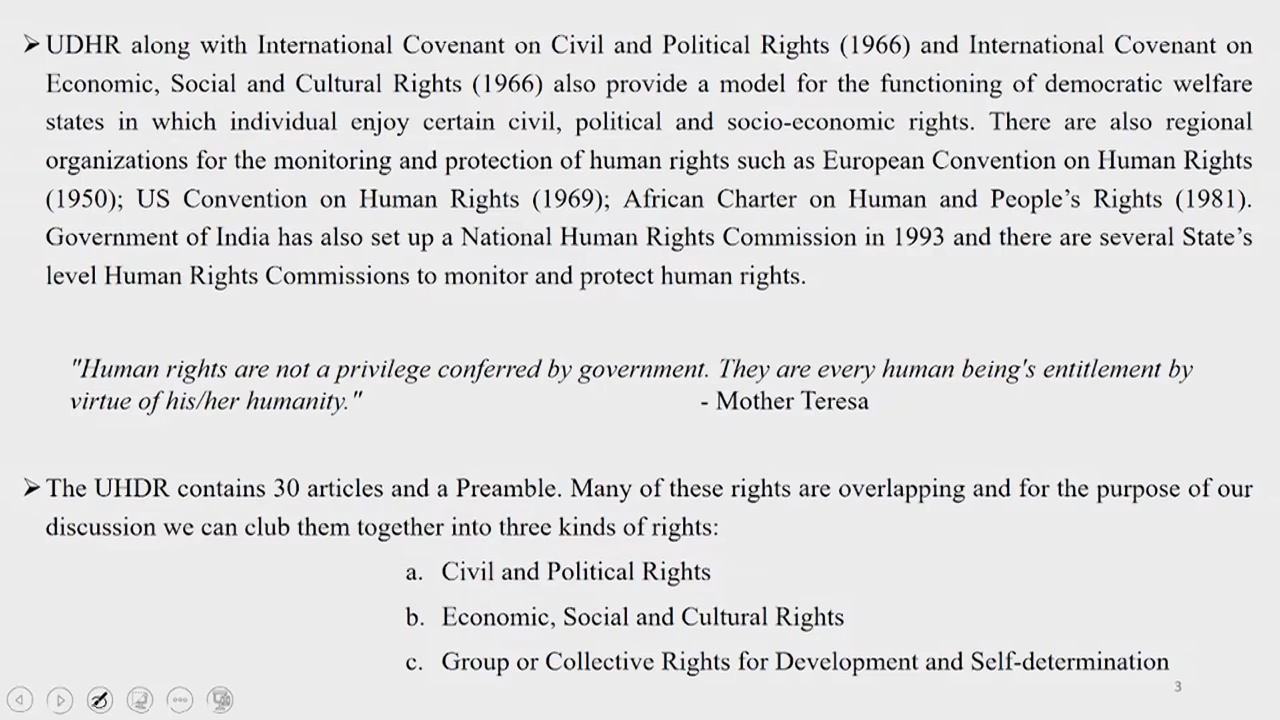 ➢ UDHR along with International Covenant on Civil and Political Rights (1966) and International Covenant on
Economic, Social and Cultural Rights (1966) also provide a model for the functioning of democratic welfare
states in which individual enjoy certain civil, political and socio-economic rights. There are also regional
organizations for the monitoring and protection of human rights such as European Convention on Human Rights
(1950); US Convention on Human Rights (1969); African Charter on Human and People’s Rights (1981).
Government of India has also set up a National Human Rights Commission in 1993 and there are several State’s
level Human Rights Commissions to monitor and protect human rights.
"Human rights are not a privilege conferred by government. They are every human being's entitlement by
virtue of his/her humanity." - Mother Teresa
➢ The UHDR contains 30 articles and a Preamble. Many of these rights are overlapping and for the purpose of our
discussion we can club them together into three kinds of rights:
a. Civil and Political Rights
b. Economic, Social and Cultural Rights
c. Group or Collective Rights for Development and Self-determination
3